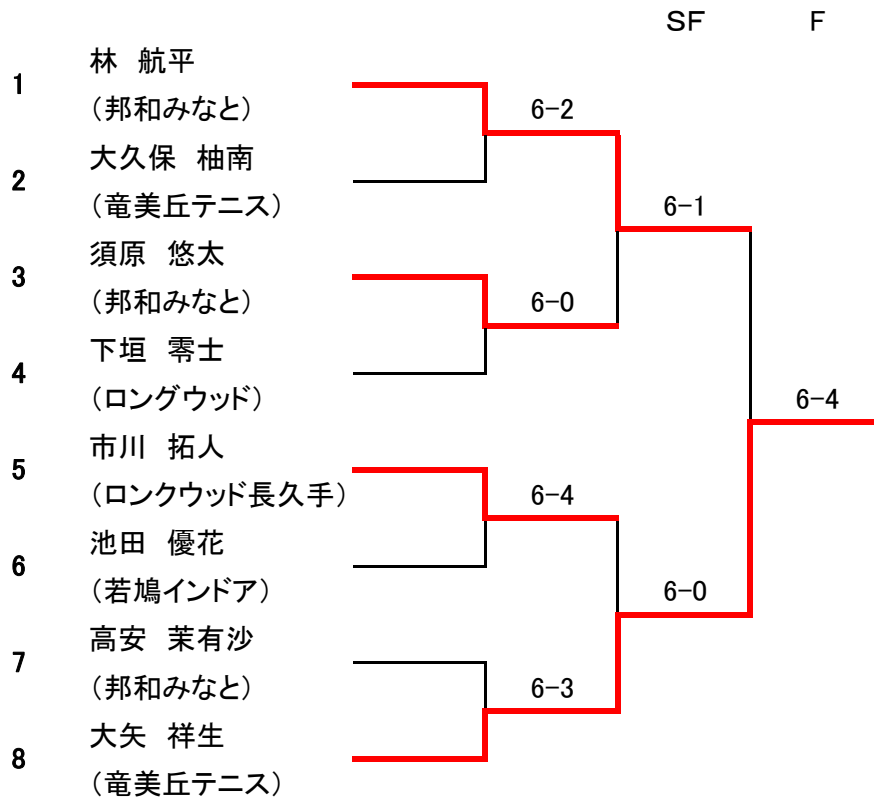 SF F
林　航平
1
（邦和みなと）
6-2
大久保　柚南
2
（竜美丘テニス）
6-1
須原　悠太
3
（邦和みなと）
6-0
下垣　零士
4
（ロングウッド）
6-4
市川　拓人
5
（ロンクウッド長久手）
6-4
池田　優花
6
（若鳩インドア）
6-0
高安　茉有沙
7
（邦和みなと）
6-3
大矢　祥生
8
（竜美丘テニス）